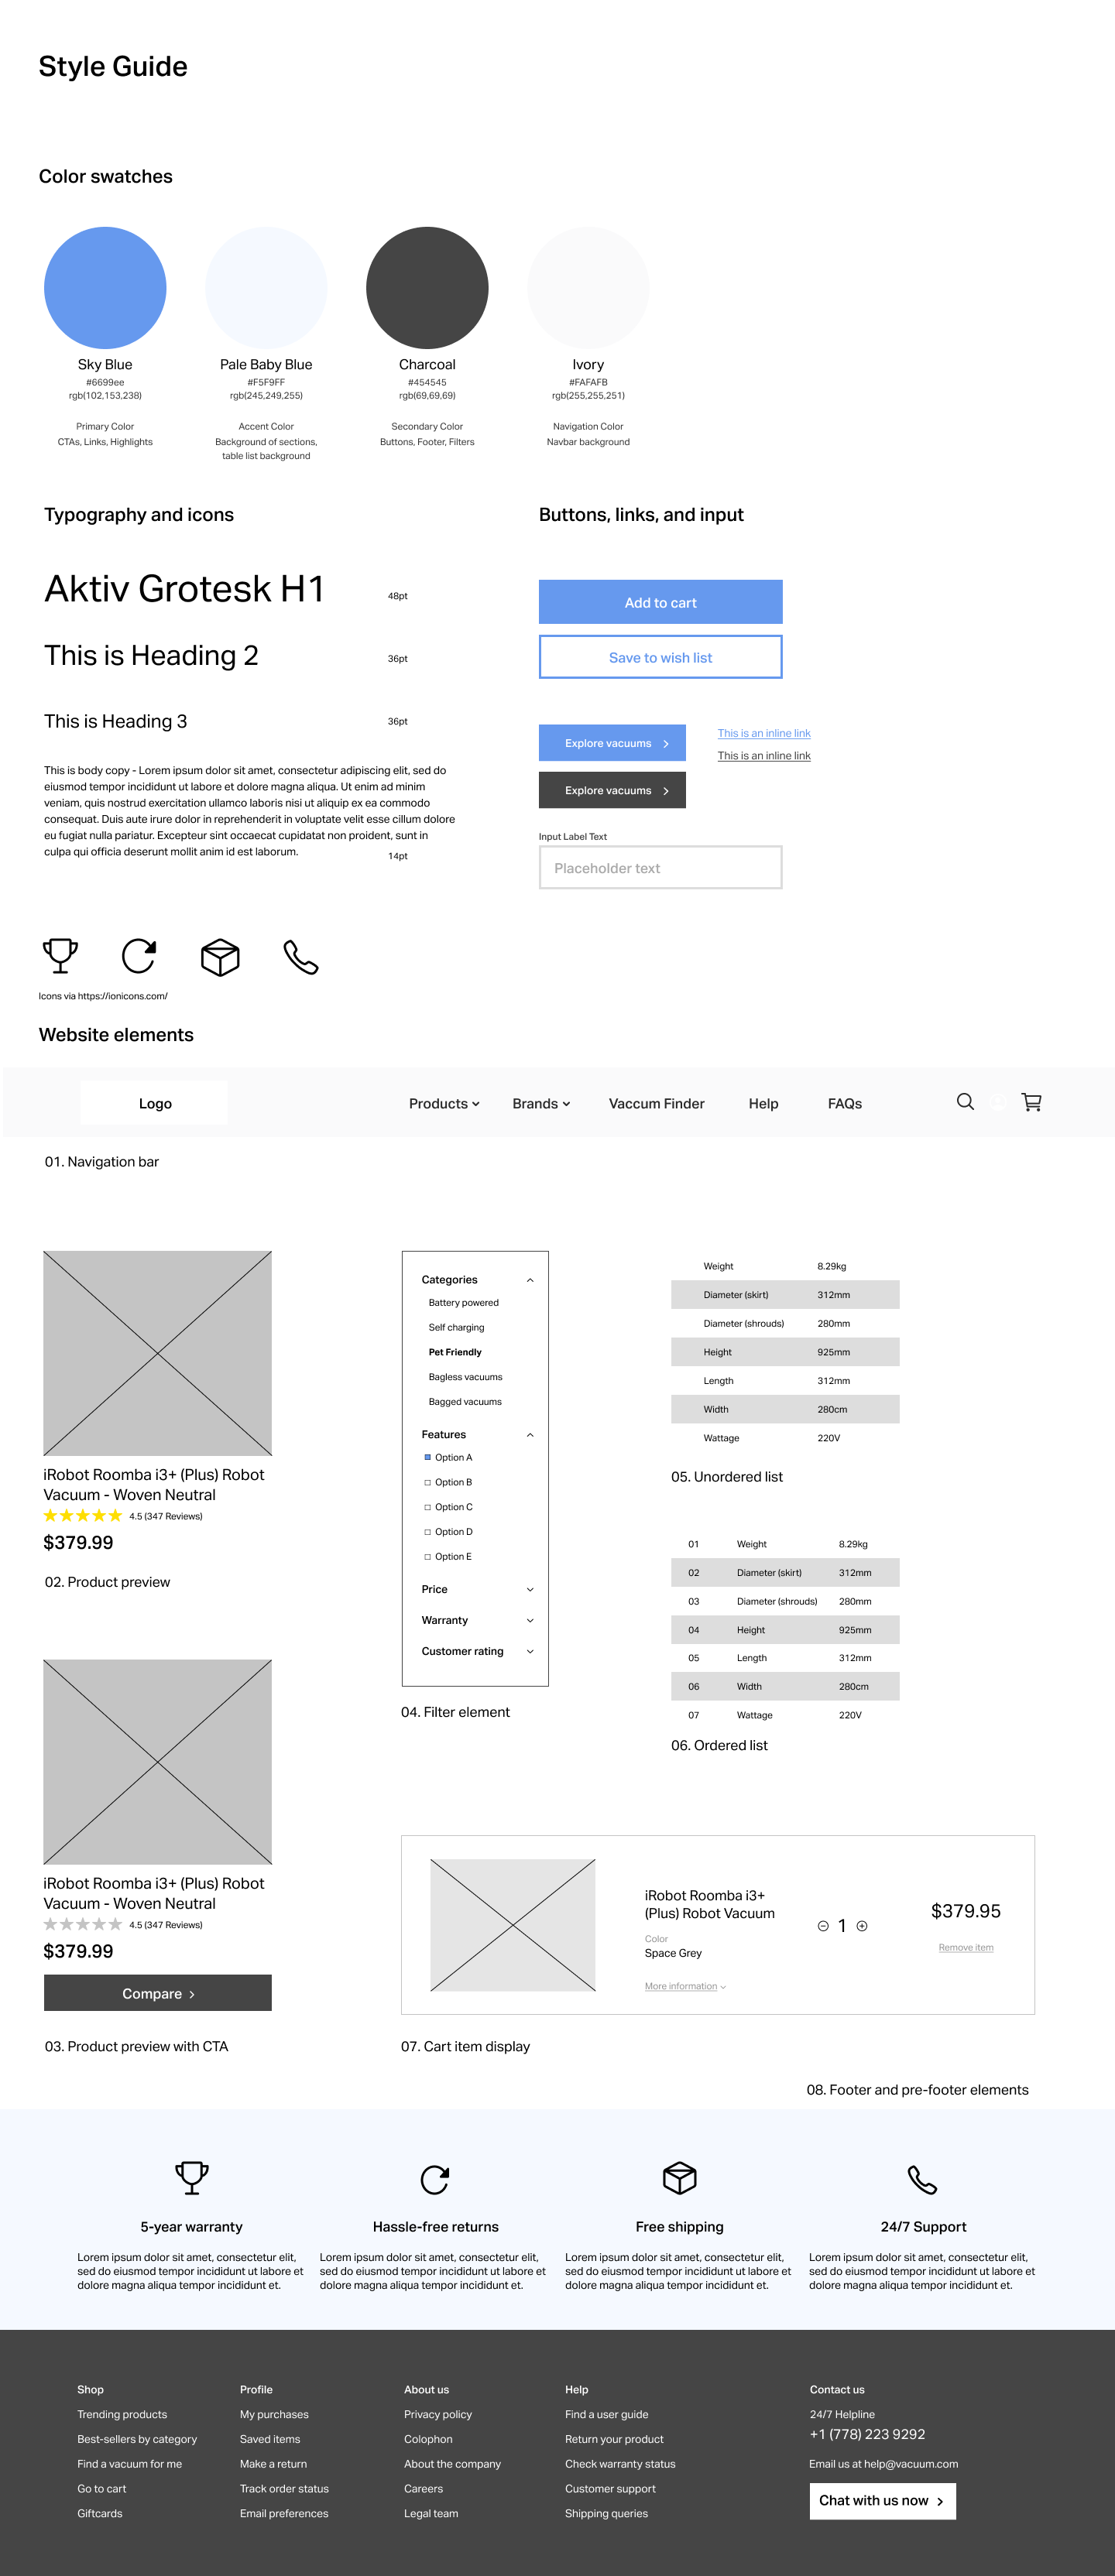 Style Guide
Color swatches
Sky Blue
#6699ee
rgb(102,153,238)
Primary Color
CTAs, Links, Highlights
Pale Baby Blue
#F5F9FF
rgb(245,249,255)
Accent Color
Background of sections,
table list background
Charcoal
#454545
rgb(69,69,69)
Secondary Color
Buttons, Footer, Filters
Ivory
#FAFAFB
rgb(255,255,251)
Navigation Color
Navbar background
Typography and icons
Aktiv Grotesk H1
48pt
This is Heading 2
36pt
This is Heading 3
36pt
This is body copy - Lorem ipsum dolor sit amet, consectetur adipiscing elit, sed do
eiusmod tempor incididunt ut labore et dolore magna aliqua. Ut enim ad minim
veniam, quis nostrud exercitation ullamco laboris nisi ut aliquip ex ea commodo
consequat. Duis aute irure dolor in reprehenderit in voluptate velit esse cillum dolore
eu fugiat nulla pariatur. Excepteur sint occaecat cupidatat non proident, sunt in
culpa qui officia deserunt mollit anim id est laborum.
14pt
Icons via https://ionicons.com/
Buttons, links, and input
Add to cart
Save to wish list
Explore vacuums
This is an inline link
This is an inline link
Explore vacuums
Input Label Text
Placeholder text
Website elements
Logo
Products
Brands
Vaccum Finder
Help
FAQs
01. Navigation bar
iRobot Roomba i3+ (Plus) Robot
Vacuum - Woven Neutral
4.5 (347 Reviews)
$379.99
02. Product preview
iRobot Roomba i3+ (Plus) Robot
Vacuum - Woven Neutral
4.5 (347 Reviews)
$379.99
Compare
03. Product preview with CTA
Categories
Battery powered
Self charging
Pet Friendly
Bagless vacuums
Bagged vacuums
Features
Option A
Option B
Option C
Option D
Option E
Price
Warranty
Customer rating
04. Filter element
Weight 8.29kg
Diameter (skirt) 312mm
Diameter (shrouds) 280mm
Height 925mm
Length 312mm
Width 280cm
Wattage 220V
05. Unordered list
01 Weight 8.29kg
02 Diameter (skirt) 312mm
03 Diameter (shrouds) 280mm
04 Height 925mm
05 Length 312mm
06 Width 280cm
07 Wattage 220V
06. Ordered list
iRobot Roomba i3+
(Plus) Robot Vacuum
Color
Space Grey
More information
1
$379.95
Remove item
07. Cart item display
08. Footer and pre-footer elements
5-year warranty
Lorem ipsum dolor sit amet, consectetur elit,
sed do eiusmod tempor incididunt ut labore et
dolore magna aliqua tempor incididunt et.
Hassle-free returns
Lorem ipsum dolor sit amet, consectetur elit,
sed do eiusmod tempor incididunt ut labore et
dolore magna aliqua tempor incididunt et.
Free shipping
Lorem ipsum dolor sit amet, consectetur elit,
sed do eiusmod tempor incididunt ut labore et
dolore magna aliqua tempor incididunt et.
24/7 Support
Lorem ipsum dolor sit amet, consectetur elit,
sed do eiusmod tempor incididunt ut labore et
dolore magna aliqua tempor incididunt et.
Shop
Trending products
Best-sellers by category
Find a vacuum for me
Go to cart
Giftcards
Profile
My purchases
Saved items
Make a return
Track order status
Email preferences
About us
Privacy policy
Colophon
About the company
Careers
Legal team
Help
Find a user guide
Return your product
Check warranty status
Customer support
Shipping queries
Contact us
24/7 Helpline
+1 (778) 223 9292
Email us at help@vacuum.com
Chat with us now